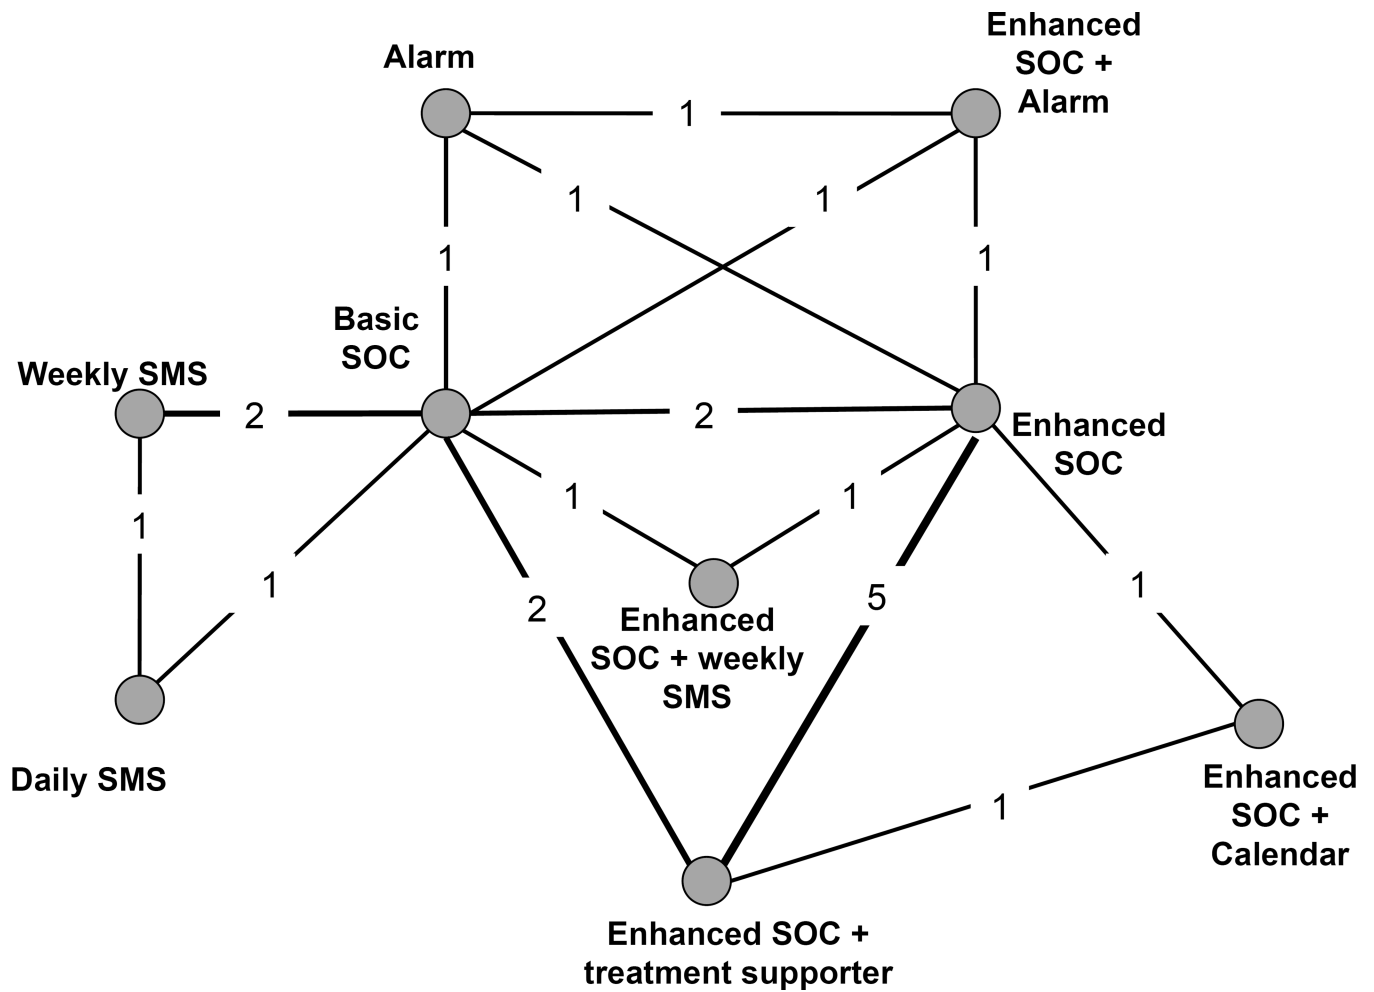 Enhanced
SOC +
Alarm
Alarm
1
1
1
1
1
Basic
SOC
Weekly SMS
2
2
Enhanced
SOC
1
1
1
1
1
5
2
Enhanced
SOC + weekly
SMS
Daily SMS
Enhanced
SOC +
Calendar
1
Enhanced SOC +
treatment supporter